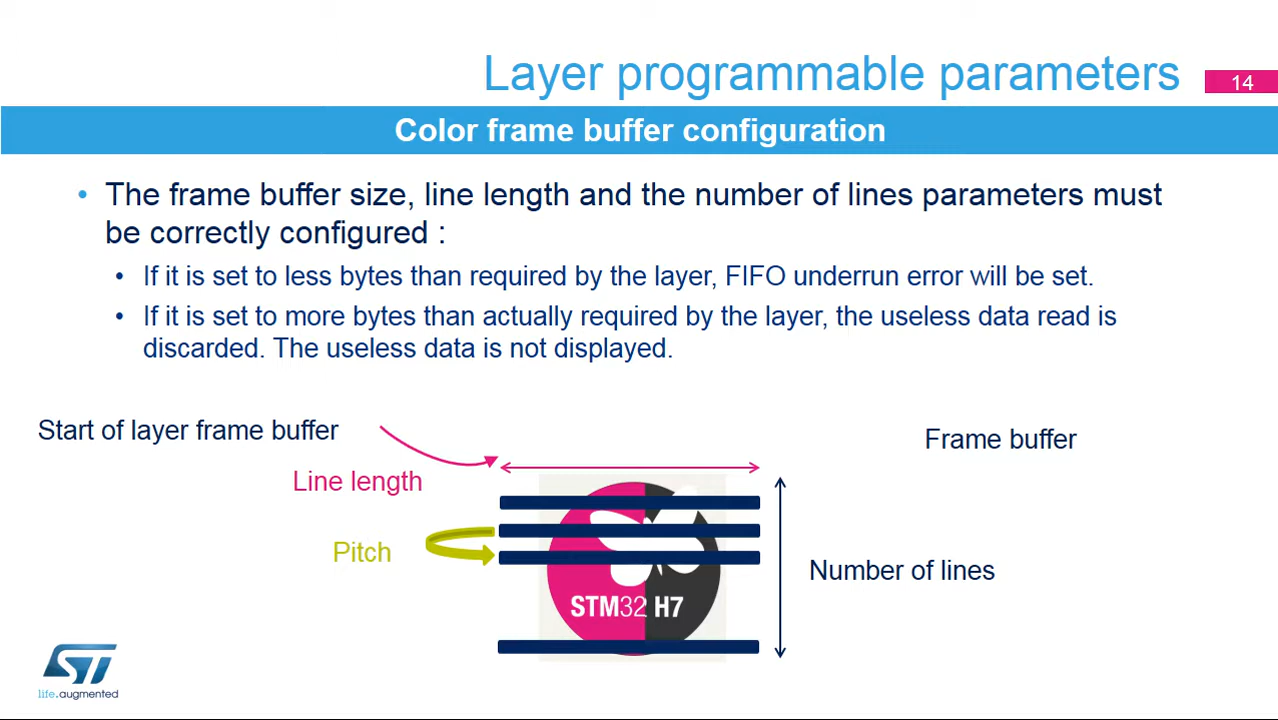 Layer programmable parameters
14
Color frame buffer configuration
• The frame buffer size, line length and the number of lines parameters must
be correctly configured :
• If it is set to less bytes than required by the layer, FIFO underrun error will be set.
• If it is set to more bytes than actually required by the layer, the useless data read is
discarded. The useless data is not displayed.
Start of layer frame buffer
Frame buffer
Line length
Pitch
Number of lines
STM32 H7
ST
life.augmented